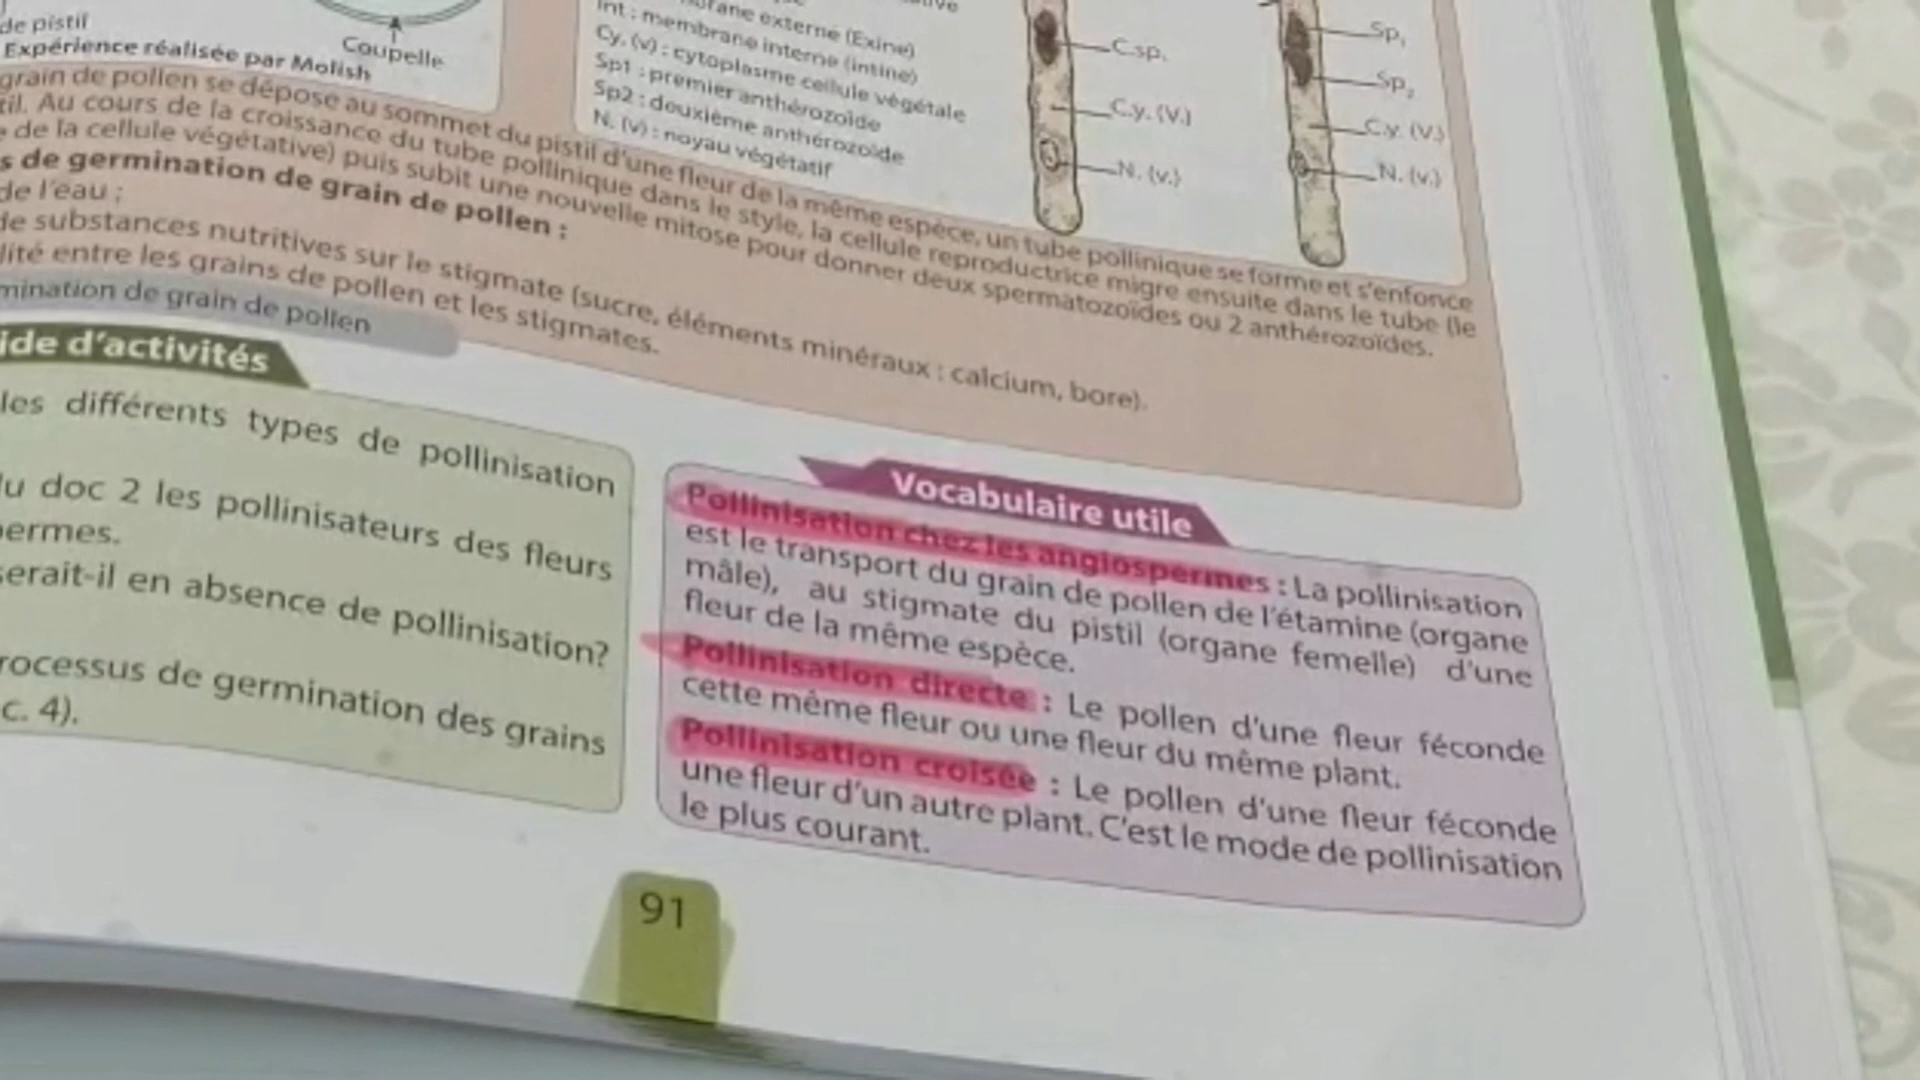 de pistil
Coupelle
Expérience réalisée par Molish
externe (Exine)
Int : membrane interne (intine)
Cy. (v) : cytoplasme cellule végétale
Sp1 : premier anthérozoïde
Sp2 : douxième anthérozoïde
N. (v) : noyau végétatif
C.sp.
C.y. (V.)
N. (v.)
Sp1
Sp2
C.y. (V.)
N. (v.)
grain de pollen se dépose au sommet du pistil d'une fleur de la même espèce, un tube pollinique se forme et s'enfonce
til. Au cours de la croissance du tube pollinique dans le style, la cellule reproductrice migre ensuite dans le tube (le
de la cellule végétative) puis subit une nouvelle mitose pour donner deux spermatozoïdes ou 2 anthérozoïdes.
s de germination de grain de pollen :
de l'eau ;
de substances nutritives sur le stigmate (sucre, éléments minéraux : calcium, bore).
lité entre les grains de pollen et les stigmates.
mination de grain de pollen
ide d'activités
les différents types de pollinisation
du doc 2 les pollinisateurs des fleurs
ermes.
serait-il en absence de pollinisation?
rocessus de germination des grains
c. 4).
Vocabulaire utile
Pollinisation chez les angiospermes : La pollinisation
est le transport du grain de pollen de l'étamine (organe
mâle), au stigmate du pistil (organe femelle) d'une
fleur de la même espèce.
Pollinisation directe : Le pollen d'une fleur féconde
cette même fleur ou une fleur du même plant.
Pollinisation croisée : Le pollen d'une fleur féconde
une fleur d'un autre plant. C'est le mode de pollinisation
le plus courant.
91